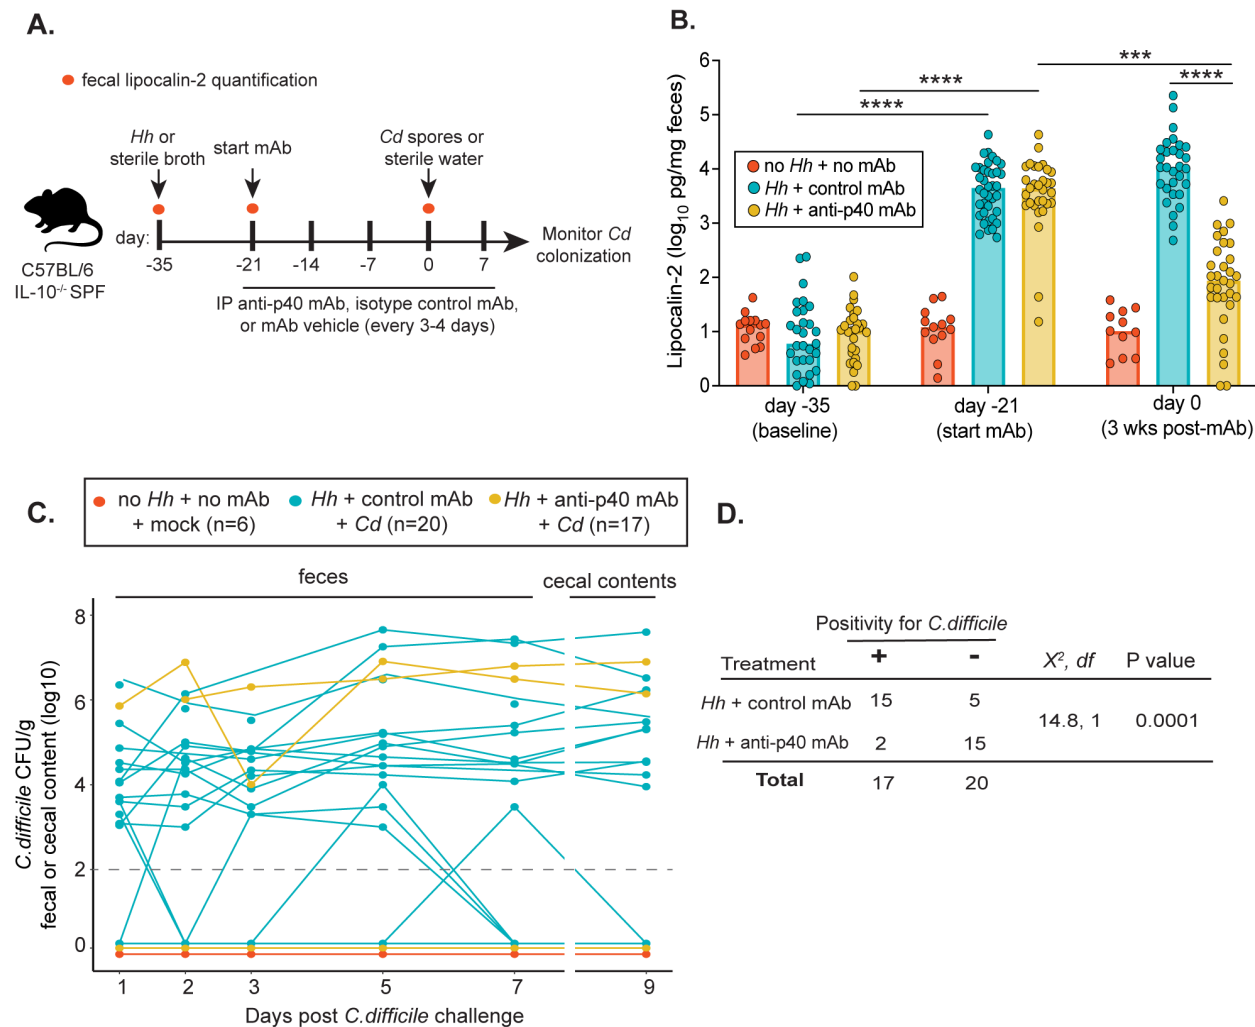 A.
fecal lipocalin-2 quantification
Hh or
sterile broth
start mAb
Cd spores or
sterile water
day:
-35
-21
-14
-7
0
7
Monitor Cd
colonization
C57BL/6
IL-10-/- SPF
IP anti-p40 mAb, isotype control mAb,
or mAb vehicle (every 3-4 days)
B.
Lipocalin-2 (log10 pg/mg feces)
6
5
4
3
2
1
0
***
****
****
****
no Hh + no mAb
Hh + control mAb
Hh + anti-p40 mAb
day -35
(baseline)
day -21
(start mAb)
day 0
(3 wks post-mAb)
C.
no Hh + no mAb
+ mock (n=6)
Hh + control mAb
+ Cd (n=20)
Hh + anti-p40 mAb
+ Cd (n=17)
feces
cecal contents
C.difficile CFU/g
fecal or cecal content (log10)
8
6
4
2
0
1
2
3
5
7
9
Days post C.difficile challenge
D.
Positivity for C.difficile
Treatment + - X², df P value
Hh + control mAb 15 5
14.8, 1 0.0001
Hh + anti-p40 mAb 2 15
Total 17 20